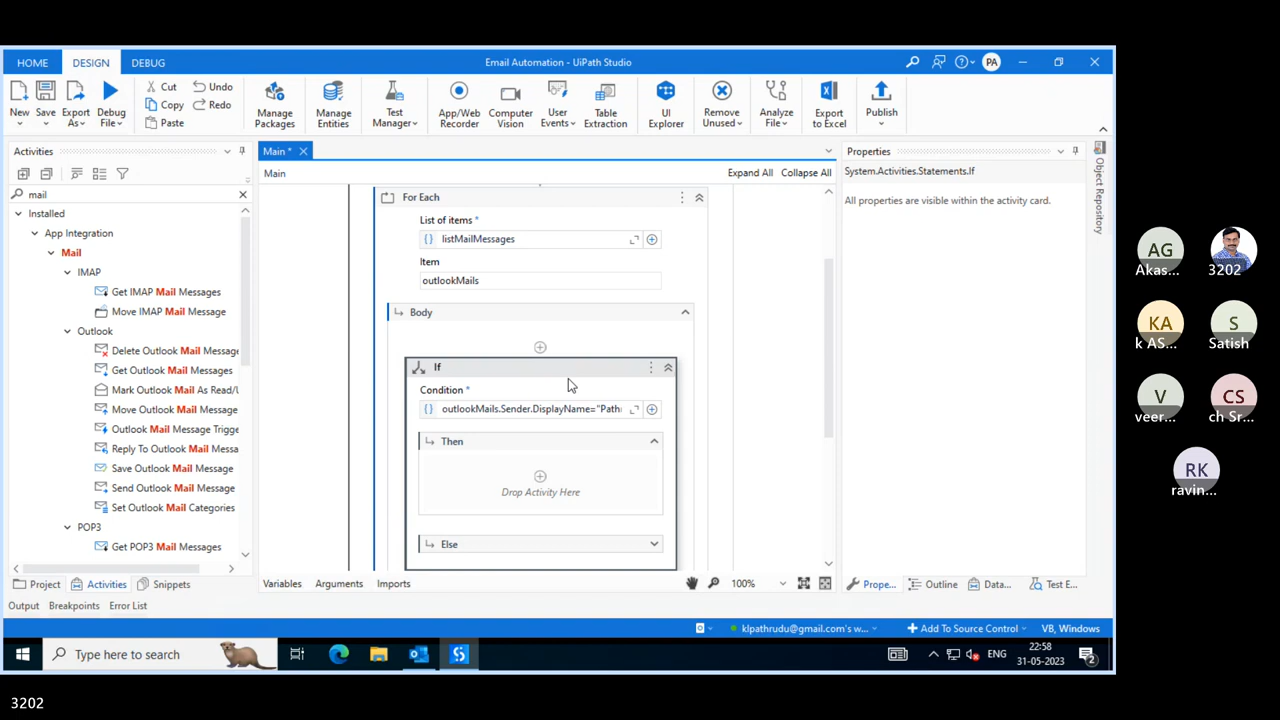 HOME
DESIGN
DEBUG
Email Automation - UiPath Studio
PA
New
Save
Export As
Debug File
Cut
Copy
Paste
Undo
Redo
Manage Packages
Manage Entities
Test Manager
App/Web Recorder
Computer Vision
User Events
Table Extraction
UI Explorer
Remove Unused
Analyze File
Export to Excel
Publish
Activities
mail
Installed
App Integration
Mail
IMAP
Get IMAP Mail Messages
Move IMAP Mail Message
Outlook
Delete Outlook Mail Message
Get Outlook Mail Messages
Mark Outlook Mail As Read/U
Move Outlook Mail Message
Outlook Mail Message Trigge
Reply To Outlook Mail Messa
Save Outlook Mail Message
Send Outlook Mail Message
Set Outlook Mail Categories
POP3
Get POP3 Mail Messages
Project
Activities
Snippets
Main *
Main
Expand All
Collapse All
For Each
List of items *
listMailMessages
Item
outlookMails
Body
If
Condition *
outlookMails.Sender.DisplayName="Path
Then
Drop Activity Here
Else
Variables
Arguments
Imports
100%
Properties
System.Activities.Statements.If
All properties are visible within the activity card.
Object Repository
Prope...
Outline
Data...
Test E...
Output
Breakpoints
Error List
klpathrudu@gmail.com's w...
Add To Source Control
VB, Windows
Type here to search
ENG
22:58
31-05-2023
2
AG
Akas...
3202
KA
k AS...
S
Satish
V
veer...
CS
ch Sr...
RK
ravin...
3202